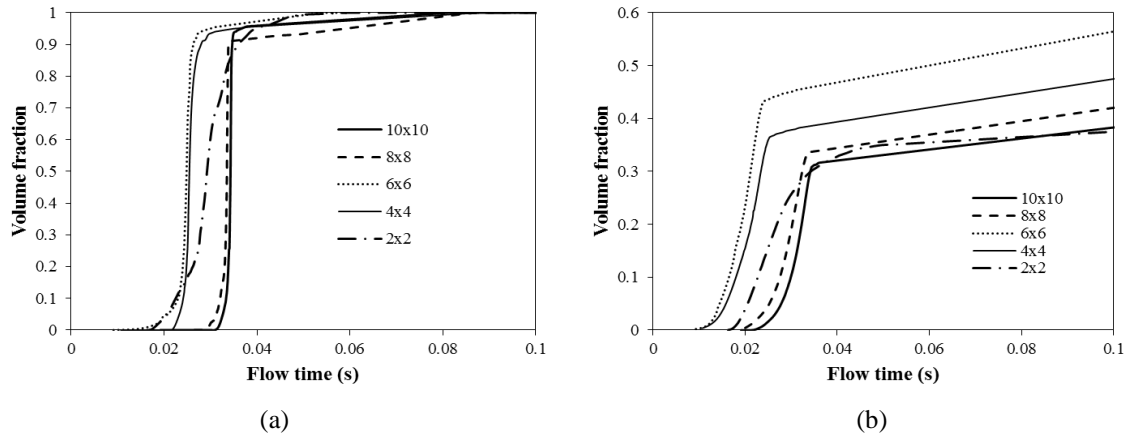 1
0.9
0.8
0.7
0.6
0.5
0.4
0.3
0.2
0.1
0
Volume fraction
10x10
8x8
6x6
4x4
2x2
0 0.02 0.04 0.06 0.08 0.1
Flow time (s)
(a)
0.6
0.5
0.4
0.3
0.2
0.1
0
Volume fraction
10x10
8x8
6x6
4x4
2x2
0 0.02 0.04 0.06 0.08 0.1
Flow time (s)
(b)